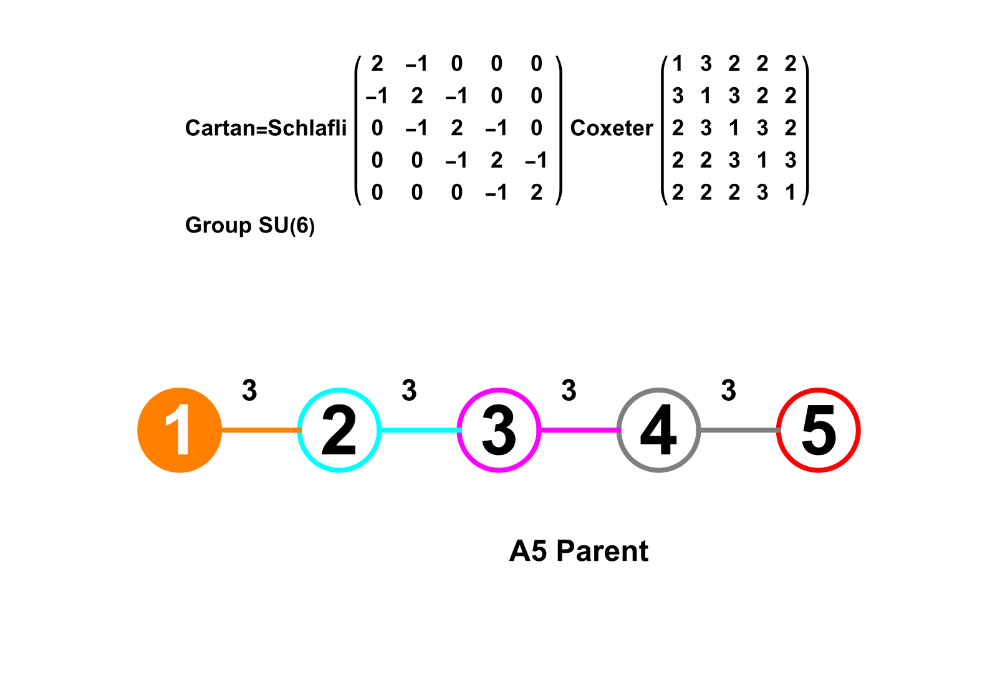 2 −1 0 0 0 1 3 2 2 2
−1 2 −1 0 0 3 1 3 2 2
Cartan=Schlafli 0 −1 2 −1 0 Coxeter 2 3 1 3 2
0 0 −1 2 −1 2 2 3 1 3
0 0 0 −1 2 2 2 2 3 1
Group SU(6)
3 3 3 3
1 2 3 4 5
A5 Parent